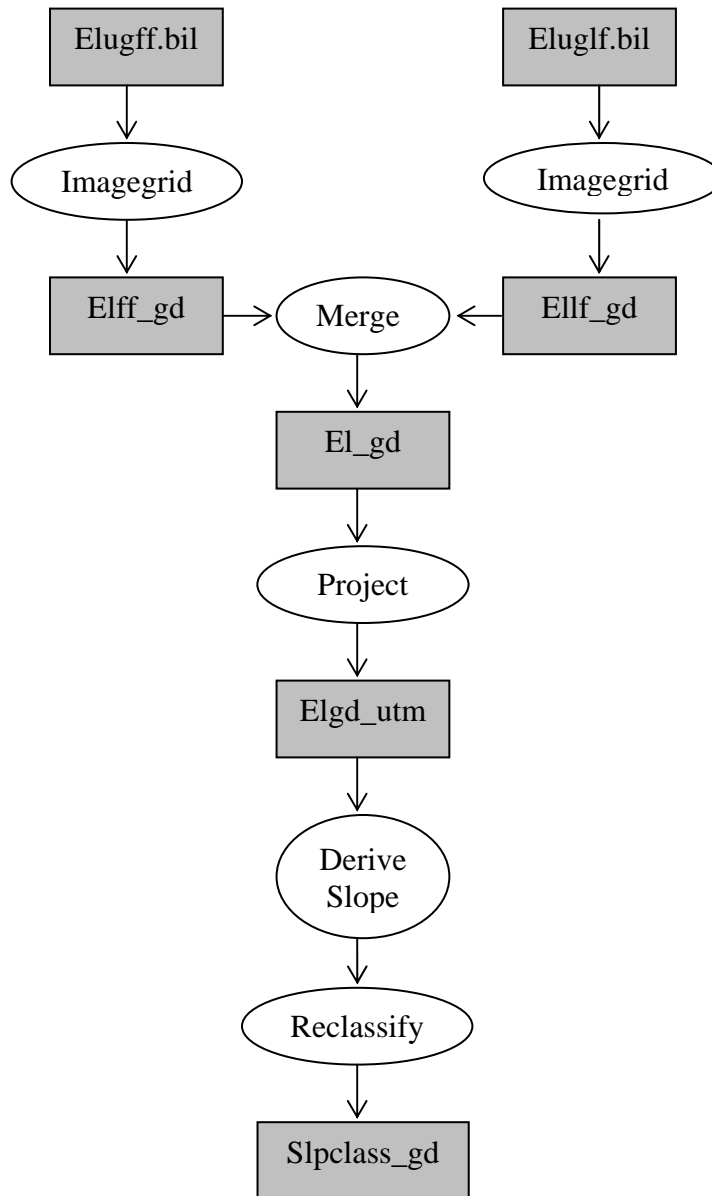 Elugff.bil
Eluglf.bil
Imagegrid
Imagegrid
Elff_gd
Merge
Ellf_gd
El_gd
Project
Elgd_utm
Derive
Slope
Reclassify
Slpclass_gd